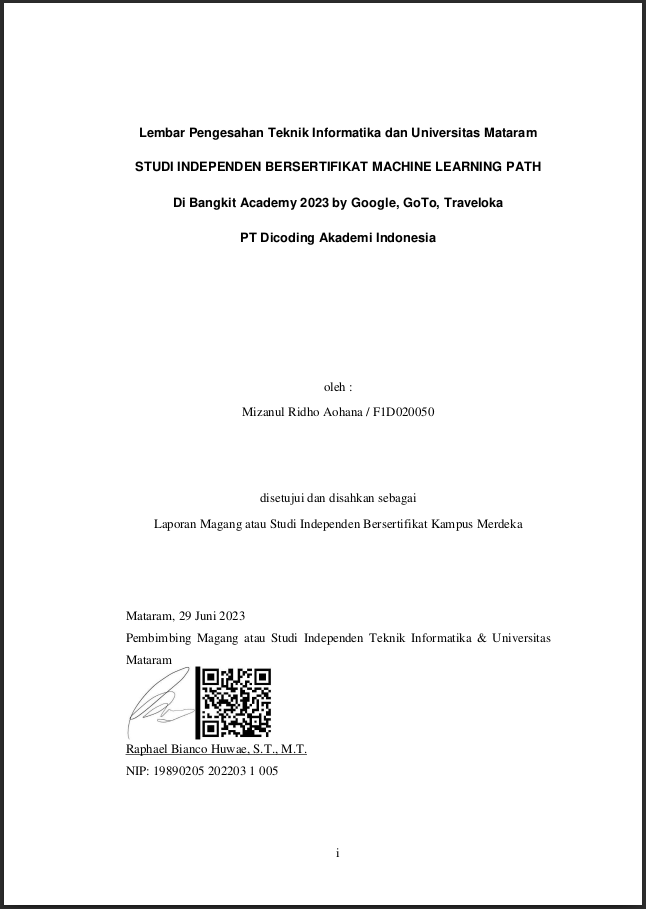 Lembar Pengesahan Teknik Informatika dan Universitas Mataram
STUDI INDEPENDEN BERSERTIFIKAT MACHINE LEARNING PATH
Di Bangkit Academy 2023 by Google, GoTo, Traveloka
PT Dicoding Akademi Indonesia
oleh :
Mizanul Ridho Aohana / F1D020050
disetujui dan disahkan sebagai
Laporan Magang atau Studi Independen Bersertifikat Kampus Merdeka
Mataram, 29 Juni 2023
Pembimbing Magang atau Studi Independen Teknik Informatika & Universitas
Mataram
Raphael Bianco Huwae, S.T., M.T.
NIP: 19890205 202203 1 005
i